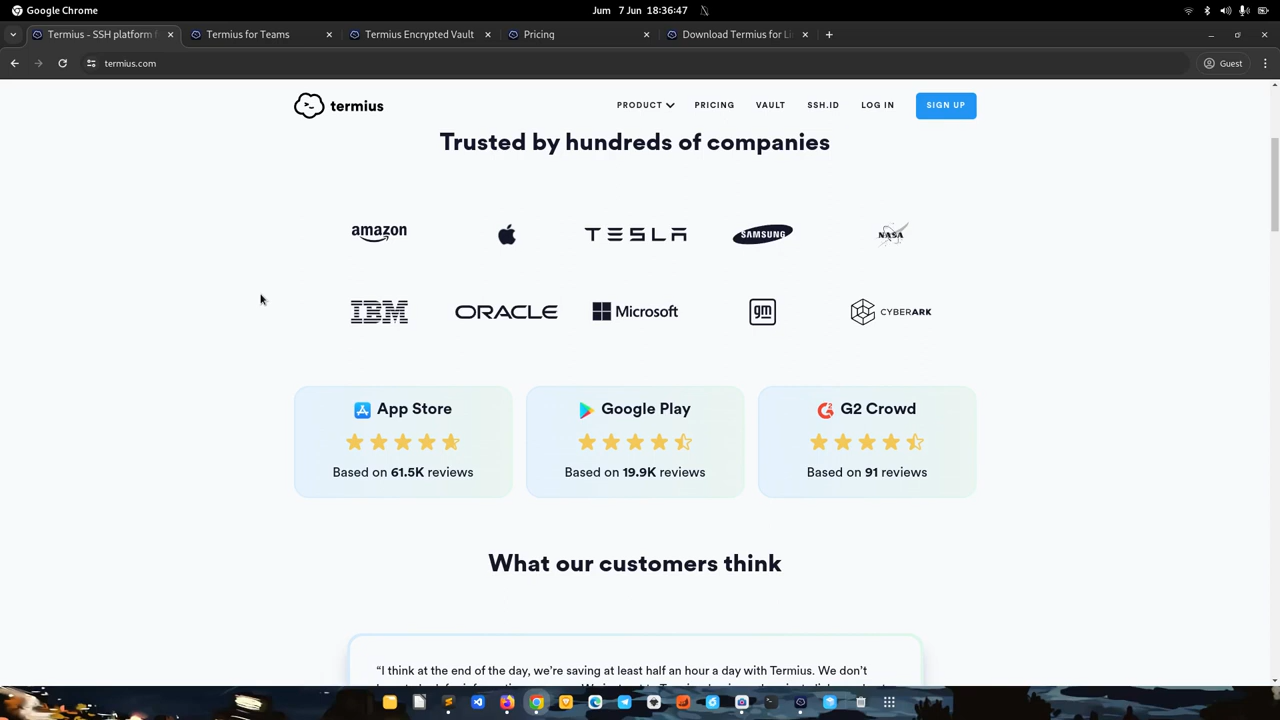 Google Chrome
Jum 7 Jun 18:36:47
Termius - SSH platform f
Termius for Teams
Termius Encrypted Vault
Pricing
Download Termius for Li
termius.com
Guest
termius
PRODUCT
PRICING
VAULT
SSH.ID
LOG IN
SIGN UP
Trusted by hundreds of companies
amazon
TESLA
SAMSUNG
NASA
IBM
ORACLE
Microsoft
gm
CYBERARK
App Store
Google Play
G2 Crowd
Based on 61.5K reviews
Based on 19.9K reviews
Based on 91 reviews
What our customers think
“I think at the end of the day, we’re saving at least half an hour a day with Termius. We don’t